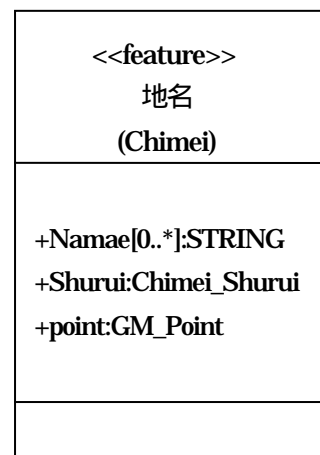 <<feature>>
地名
(Chimei)
+Namae[0..*]:STRING
+Shurui:Chimei_Shurui
+point:GM_Point